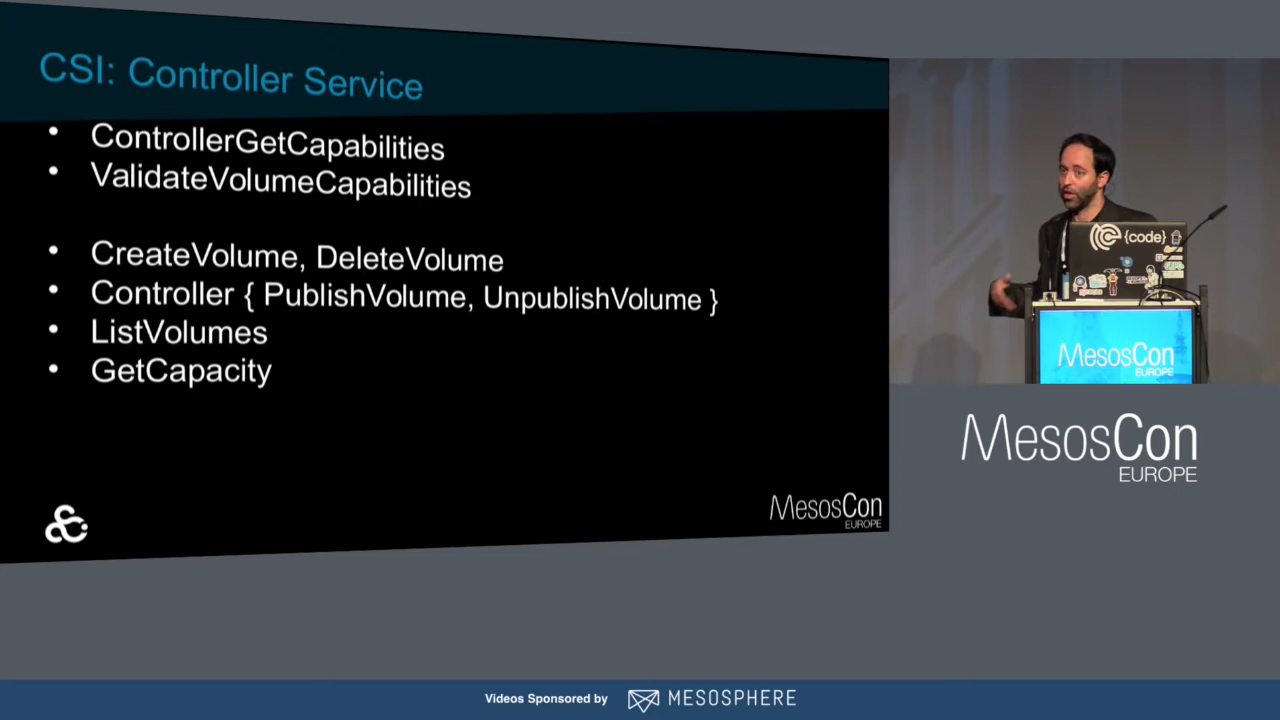 CSI: Controller Service
• ControllerGetCapabilities
• ValidateVolumeCapabilities
• CreateVolume, DeleteVolume
• Controller { PublishVolume, UnpublishVolume }
• ListVolumes
• GetCapacity
MesosCon
EUROPE
{code}
MesosCon
EUROPE
MesosCon
EUROPE
Videos Sponsored by MESOSPHERE